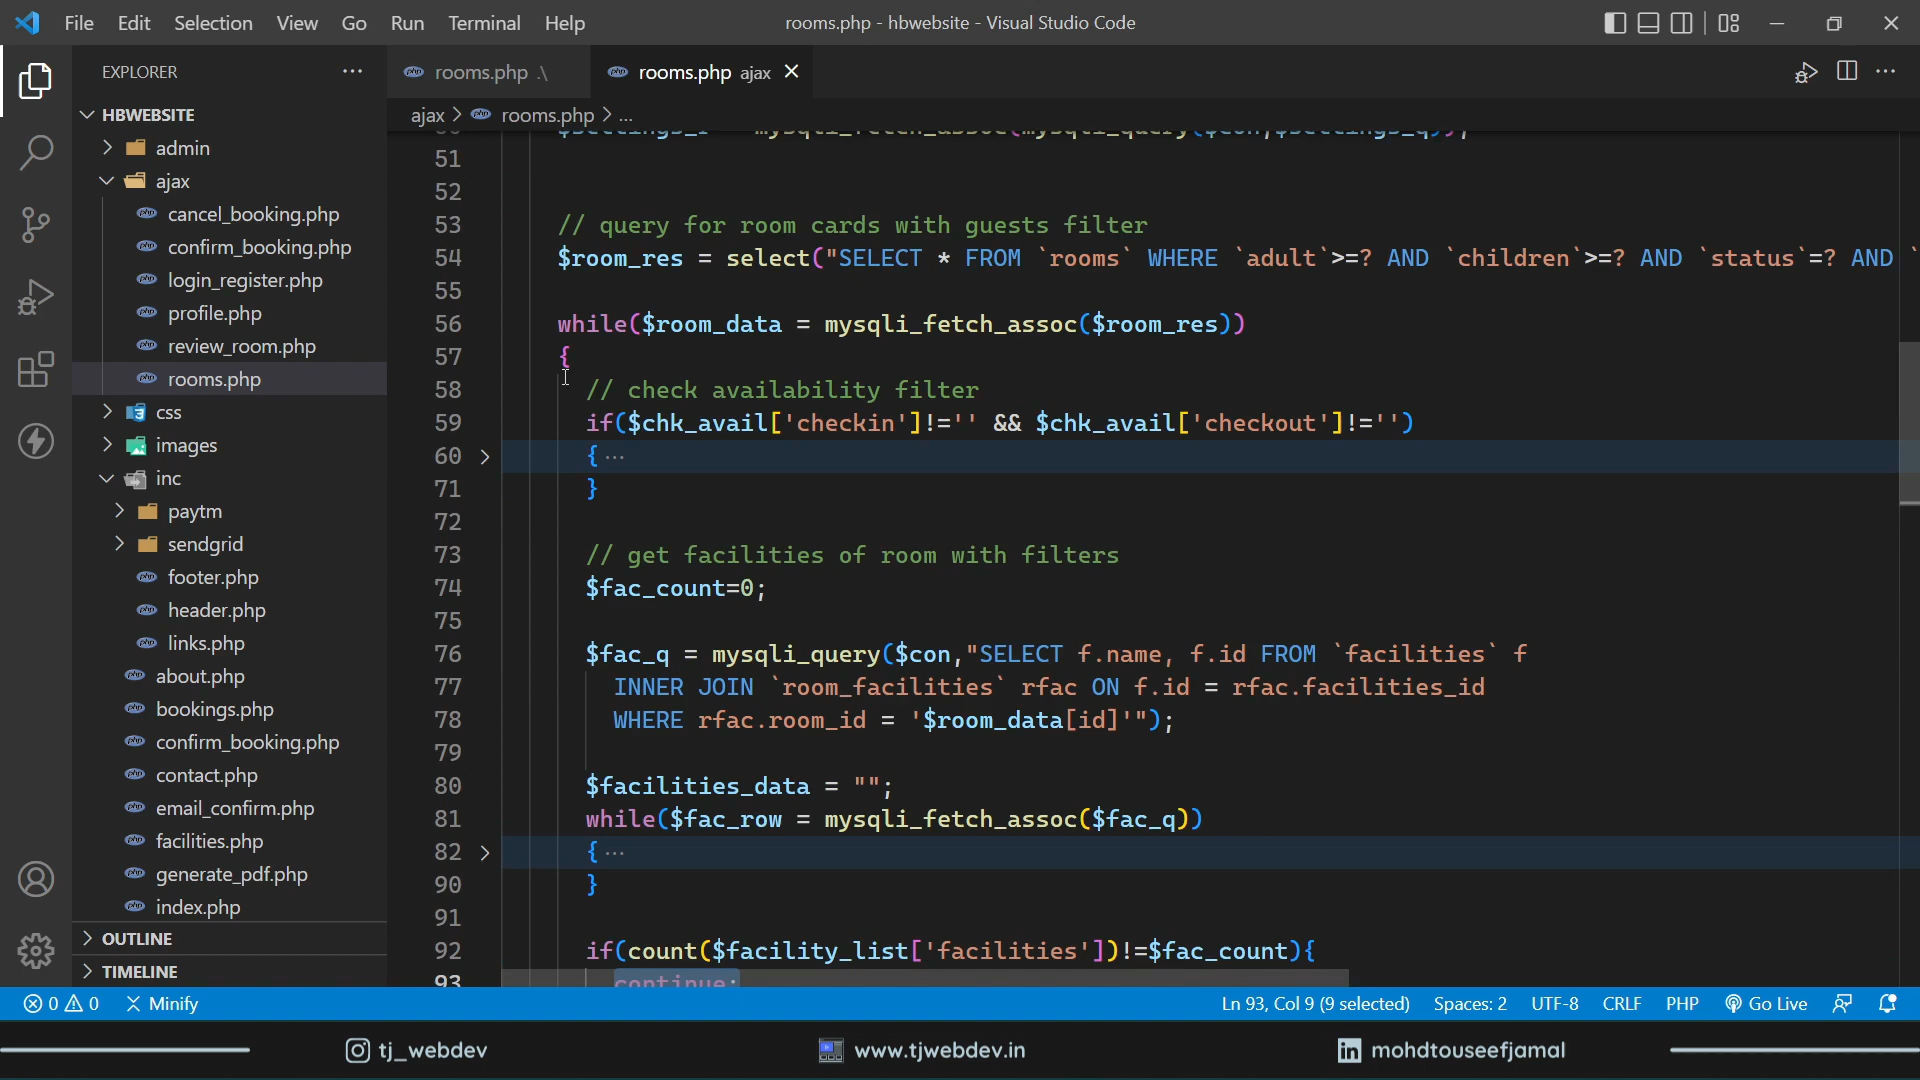 File Edit Selection View Go Run Terminal Help
rooms.php - hbwebsite - Visual Studio Code
EXPLORER ···
HBWEBSITE
admin
ajax
cancel_booking.php
confirm_booking.php
login_register.php
profile.php
review_room.php
rooms.php
css
images
inc
paytm
sendgrid
footer.php
header.php
links.php
about.php
bookings.php
confirm_booking.php
contact.php
email_confirm.php
facilities.php
generate_pdf.php
index.php
OUTLINE
TIMELINE
rooms.php .\
rooms.php ajax
ajax > rooms.php > ...
51
52
53 // query for room cards with guests filter
54 $room_res = select("SELECT * FROM `rooms` WHERE `adult`>=? AND `children`>=? AND `status`=? AND `
55
56 while($room_data = mysqli_fetch_assoc($room_res))
57 {
58 // check availability filter
59 if($chk_avail['checkin']!='' && $chk_avail['checkout']!='')
60 { ···
71 }
72
73 // get facilities of room with filters
74 $fac_count=0;
75
76 $fac_q = mysqli_query($con,"SELECT f.name, f.id FROM `facilities` f
77 INNER JOIN `room_facilities` rfac ON f.id = rfac.facilities_id
78 WHERE rfac.room_id = '$room_data[id]'");
79
80 $facilities_data = "";
81 while($fac_row = mysqli_fetch_assoc($fac_q))
82 { ···
90 }
91
92 if(count($facility_list['facilities'])!=$fac_count){
93 continue;
0 0 Minify
Ln 93, Col 9 (9 selected) Spaces: 2 UTF-8 CRLF PHP Go Live
tj_webdev www.tjwebdev.in mohdtouseefjamal